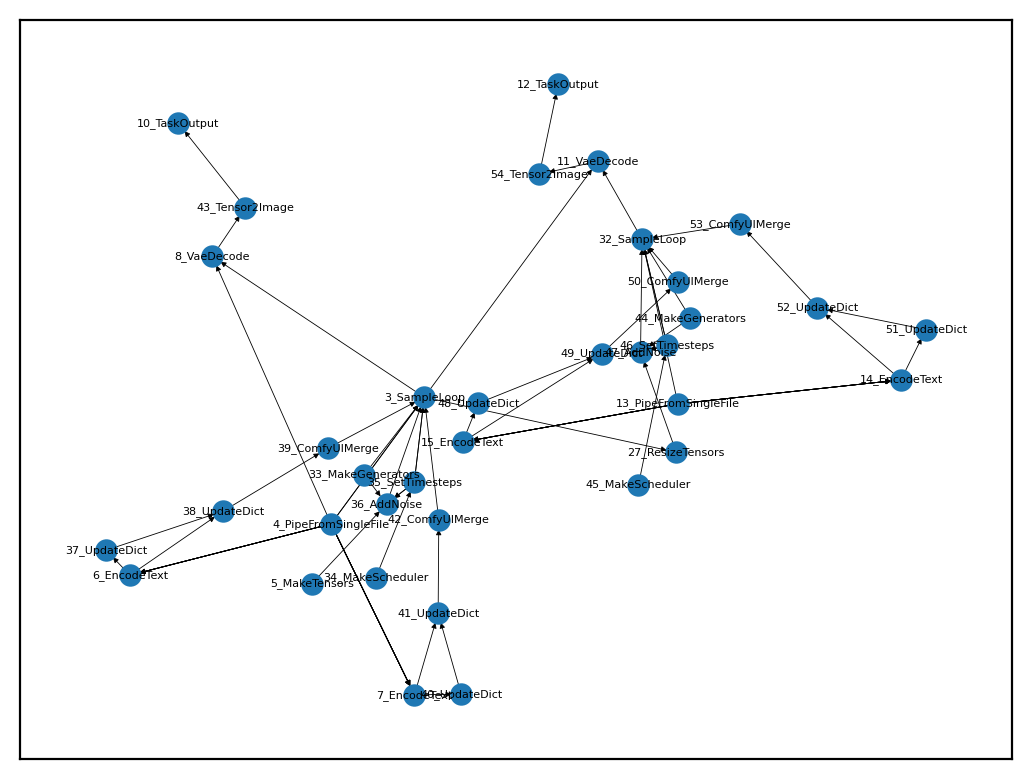 12_TaskOutput
10_TaskOutput
11_VaeDecode
54_Tensor2Image
43_Tensor2Image
53_ComfyUIMerge
32_SampleLoop
8_VaeDecode
50_ComfyUIMerge
52_UpdateDict
44_MakeGenerators
51_UpdateDict
46_SetTimesteps
49_UpdateDict
47_AddNoise
14_EncodeText
3_SampleLoop
48_UpdateDict
13_PipeFromSingleFile
15_EncodeText
39_ComfyUIMerge
27_ResizeTensors
33_MakeGenerators
35_SetTimesteps
45_MakeScheduler
36_AddNoise
38_UpdateDict
42_ComfyUIMerge
4_PipeFromSingleFile
37_UpdateDict
6_EncodeText
34_MakeScheduler
5_MakeTensors
41_UpdateDict
7_EncodeText
40_UpdateDict